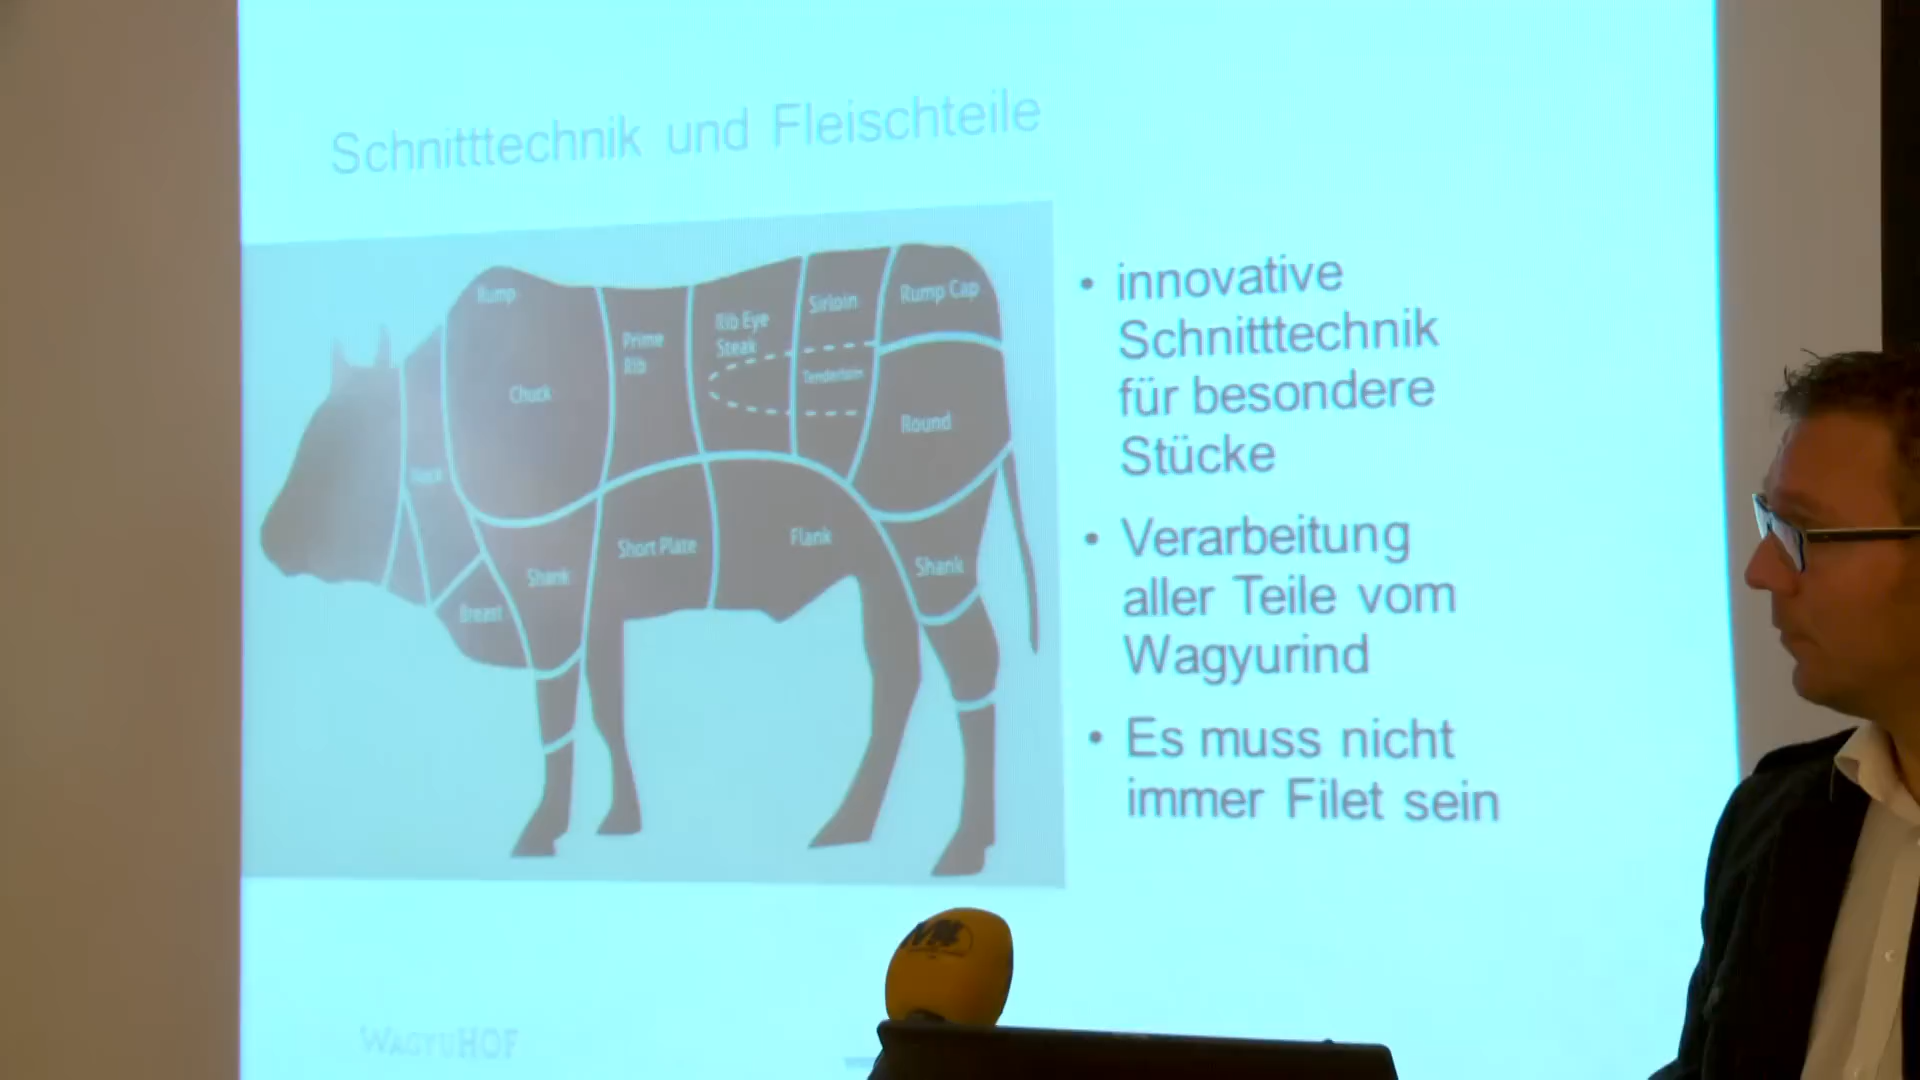 Schnitttechnik und Fleischteile
Rump
Chuck
Prime
Rib
Rib Eye
Steak
Sirloin
Tenderloin
Rump Cap
Round
Short Plate
Flank
Shank
Shank
Breast
• innovative
Schnitttechnik
für besondere
Stücke
• Verarbeitung
aller Teile vom
Wagyurind
• Es muss nicht
immer Filet sein
WAGYUHOF